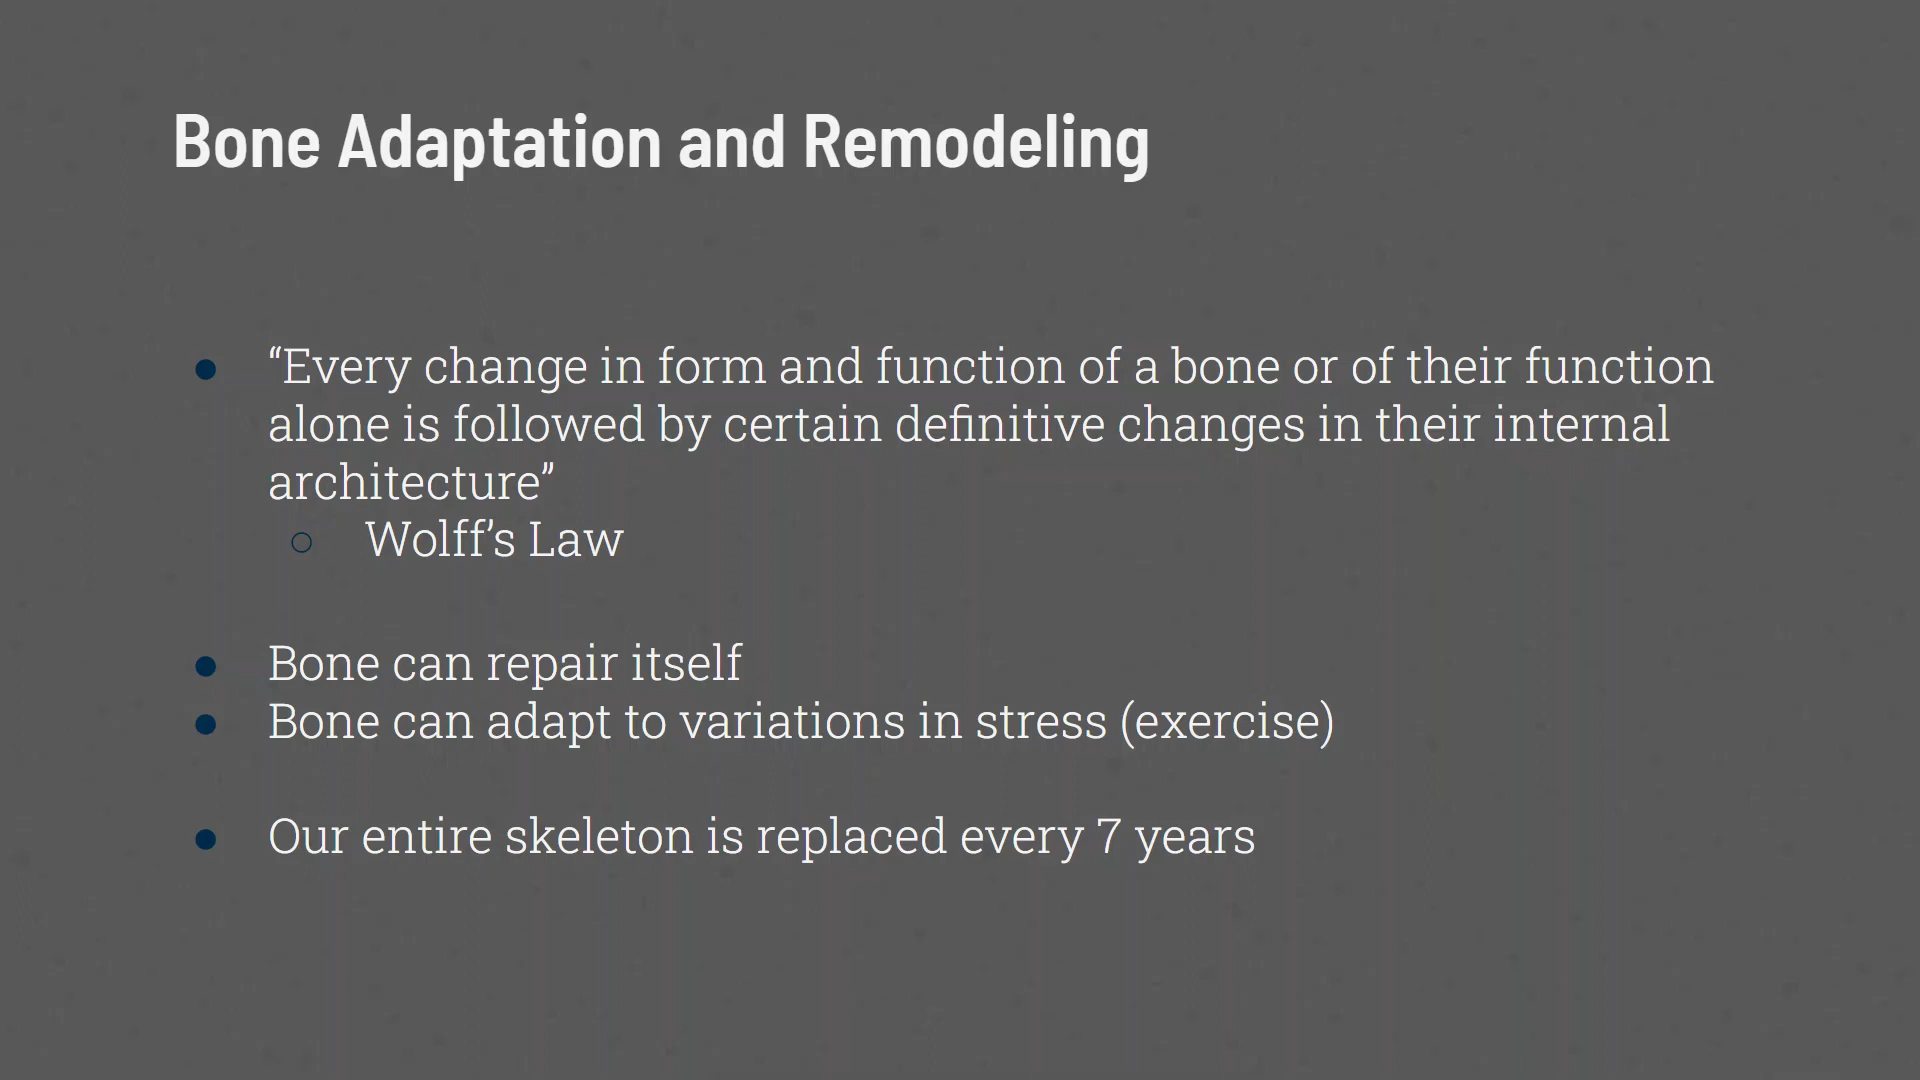 Bone Adaptation and Remodeling
“Every change in form and function of a bone or of their function
alone is followed by certain definitive changes in their internal
architecture”
Wolff’s Law
Bone can repair itself
Bone can adapt to variations in stress (exercise)
Our entire skeleton is replaced every 7 years